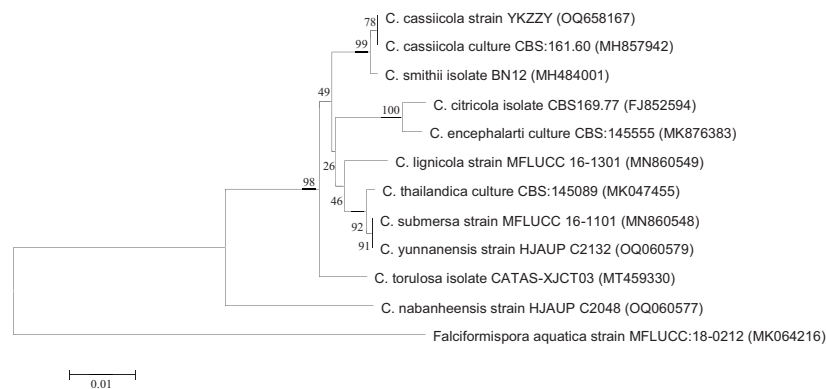 78 C. cassiicola strain YKZZY (OQ658167)
99 C. cassiicola culture CBS:161.60 (MH857942)
C. smithii isolate BN12 (MH484001)
49
100 C. citricola isolate CBS169.77 (FJ852594)
C. encephalarti culture CBS:145555 (MK876383)
26 C. lignicola strain MFLUCC 16-1301 (MN860549)
98
46 C. thailandica culture CBS:145089 (MK047455)
92 C. submersa strain MFLUCC 16-1101 (MN860548)
91 C. yunnanensis strain HJAUP C2132 (OQ060579)
C. torulosa isolate CATAS-XJCT03 (MT459330)
C. nabanheensis strain HJAUP C2048 (OQ060577)
Falciformispora aquatica strain MFLUCC:18-0212 (MK064216)
0.01